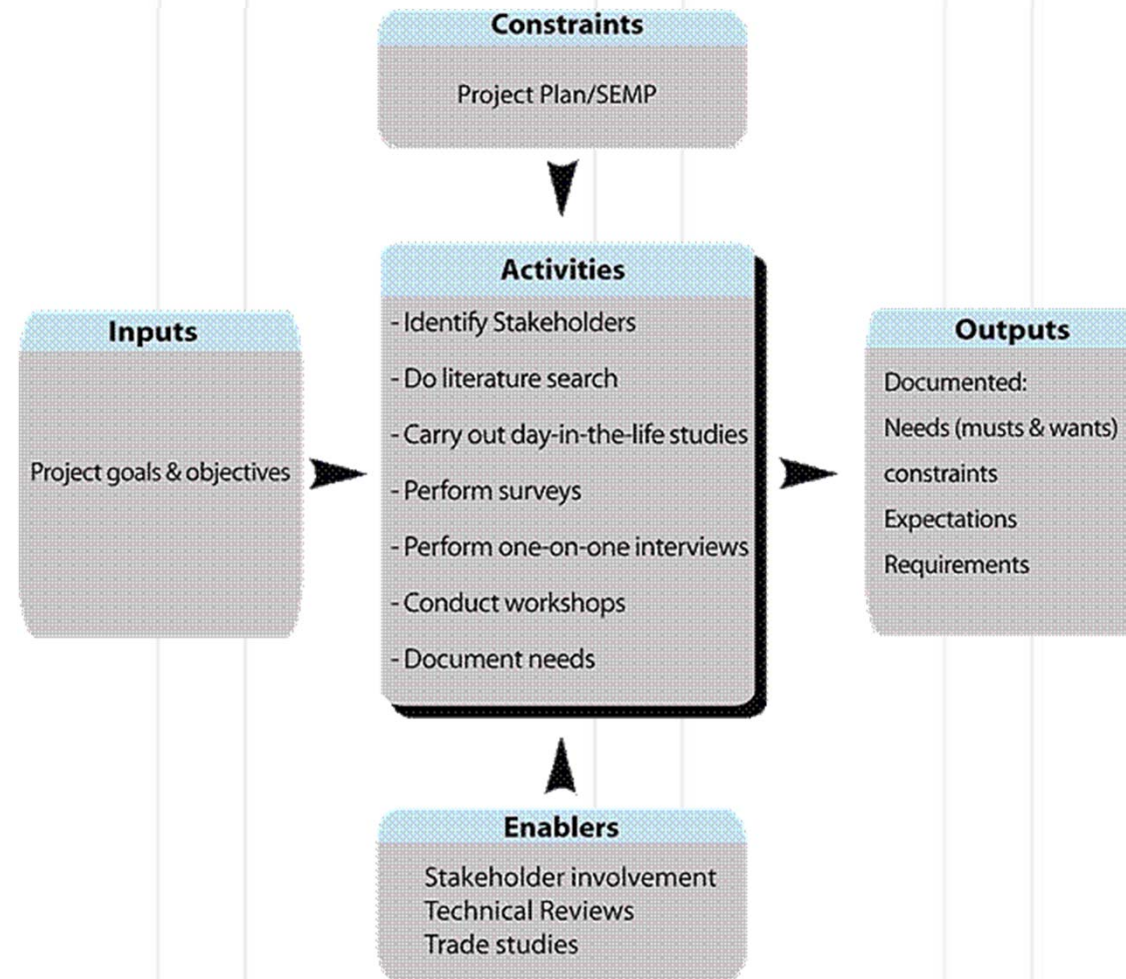 Constraints
Project Plan/SEMP
Inputs
Project goals & objectives
Activities
- Identify Stakeholders
- Do literature search
- Carry out day-in-the-life studies
- Perform surveys
- Perform one-on-one interviews
- Conduct workshops
- Document needs
Outputs
Documented:
Needs (musts & wants)
constraints
Expectations
Requirements
Enablers
Stakeholder involvement
Technical Reviews
Trade studies